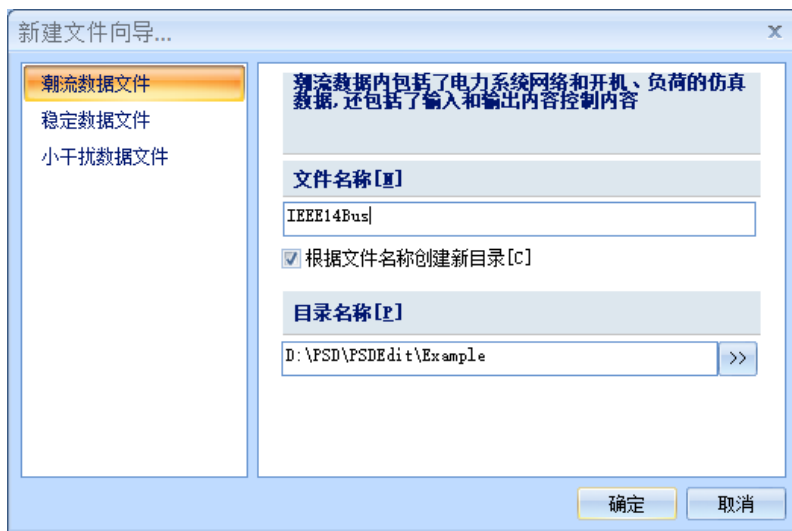 新建文件向导...
潮流数据文件
稳定数据文件
小干扰数据文件
潮流数据内包括了电力系统网络和开机、负荷的仿真
数据,还包括了输入和输出内容控制内容
文件名称[N]
IEEE14Bus
根据文件名称创建新目录[C]
目录名称[P]
D:\PSD\PSDEdit\Example
>>
确定
取消